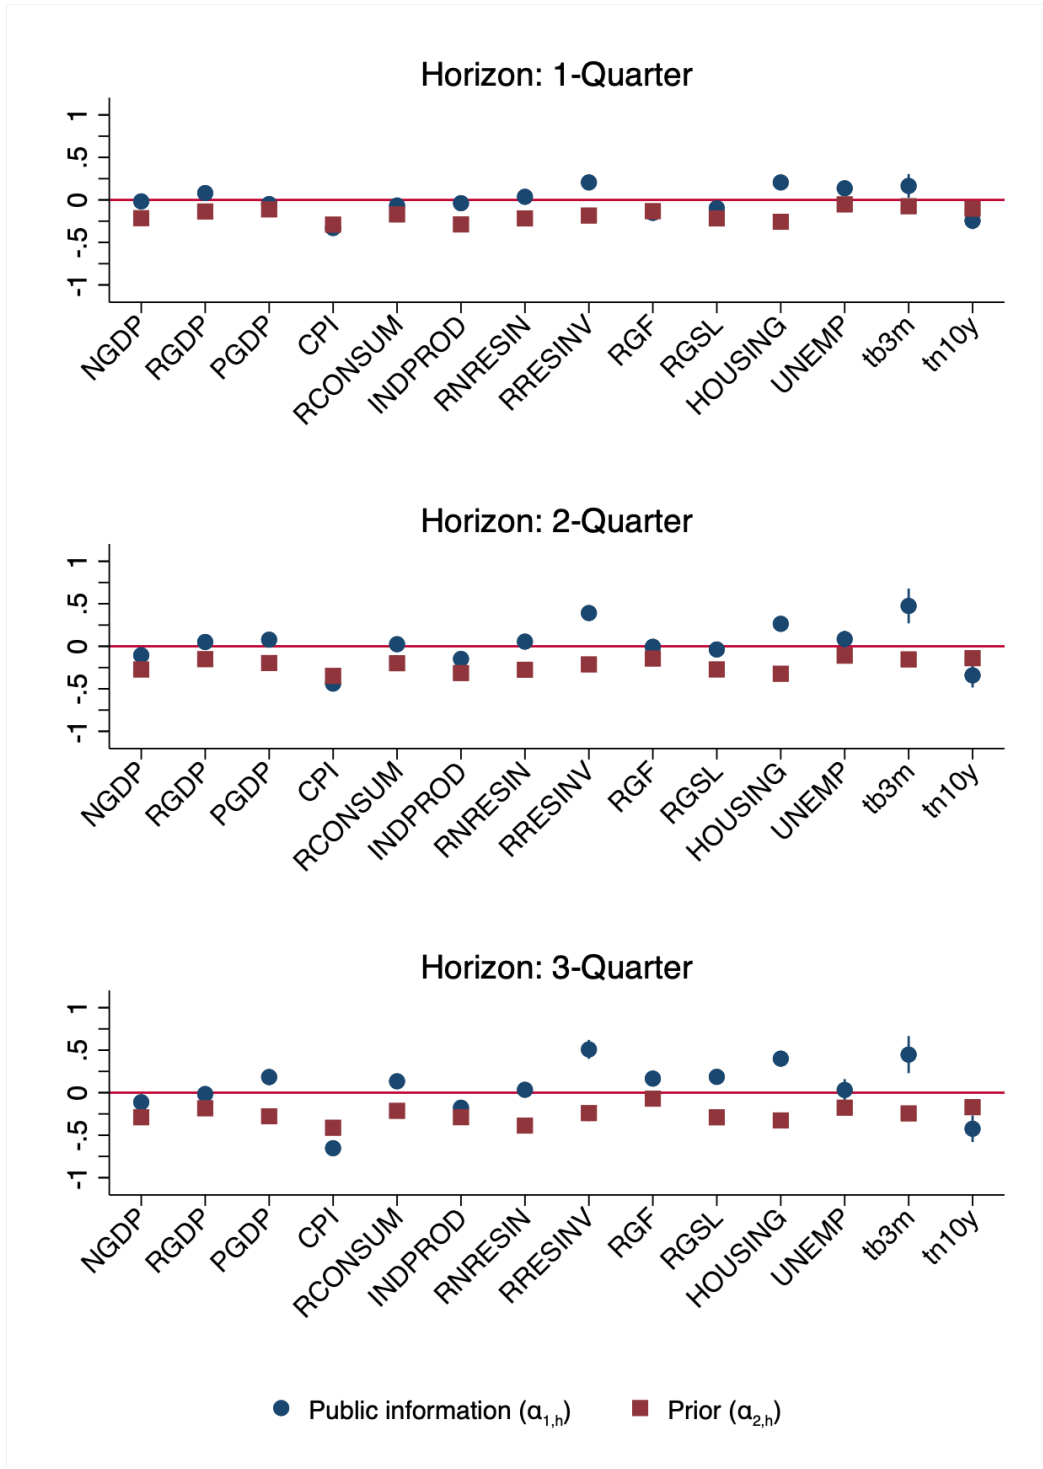 Horizon: 1-Quarter
1
.5
0
-.5
-1
NGDP
RGDP
PGDP
CPI
RCONSUM
INDPROD
RNRESIN
RRESINV
RGF
RGSL
HOUSING
UNEMP
tb3m
tn10y
Horizon: 2-Quarter
1
.5
0
-.5
-1
NGDP
RGDP
PGDP
CPI
RCONSUM
INDPROD
RNRESIN
RRESINV
RGF
RGSL
HOUSING
UNEMP
tb3m
tn10y
Horizon: 3-Quarter
1
.5
0
-.5
-1
NGDP
RGDP
PGDP
CPI
RCONSUM
INDPROD
RNRESIN
RRESINV
RGF
RGSL
HOUSING
UNEMP
tb3m
tn10y
Public information (α1,h) Prior (α2,h)